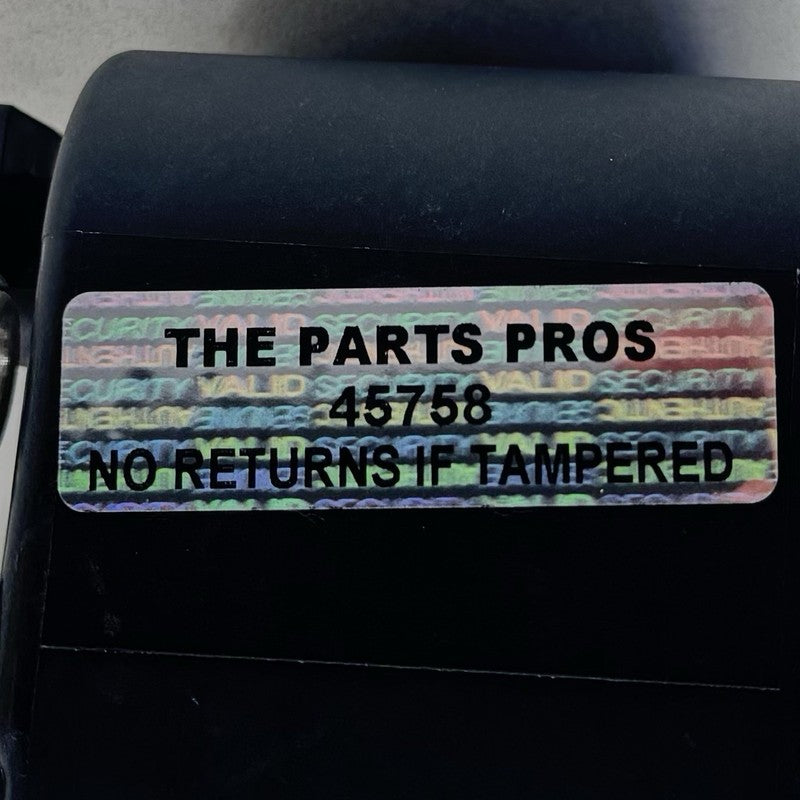 THE PARTS PROS
45758
NO RETURNS IF TAMPERED